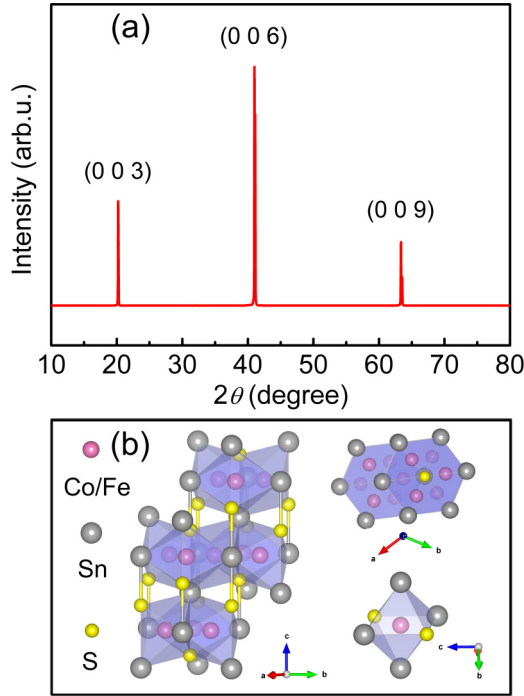 (a)
(0 0 6)
(0 0 3)
(0 0 9)
Intensity (arb.u.)
10 20 30 40 50 60 70 80
2θ (degree)
(b)
Co/Fe
Sn
S
c
a b
a b
c
b